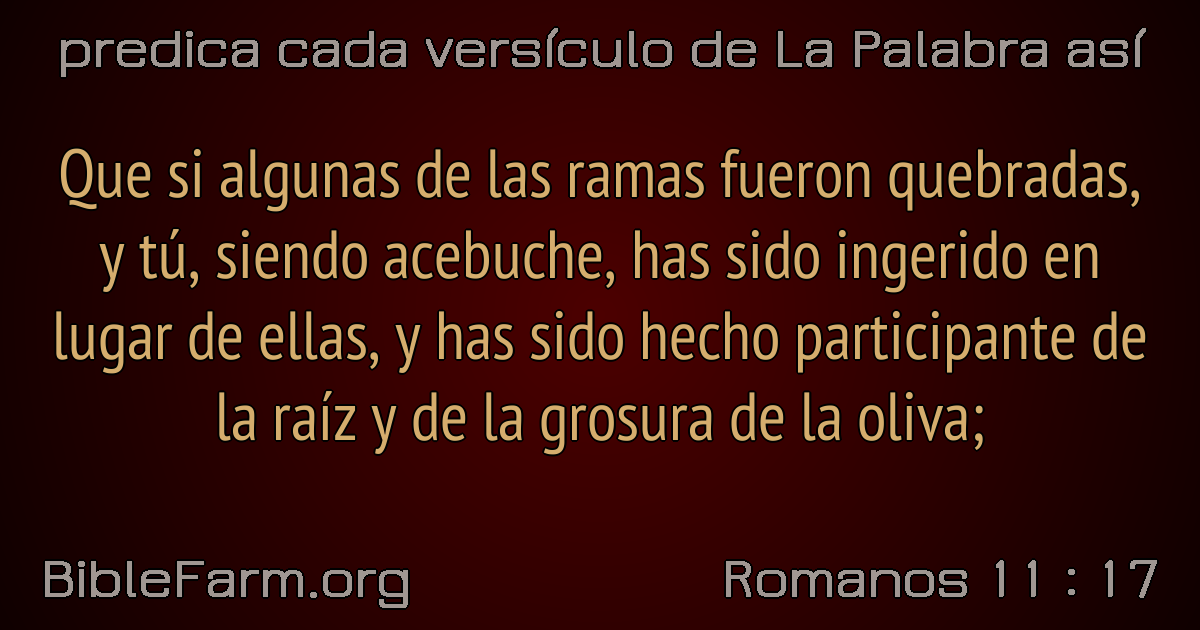 predica cada versículo de La Palabra así
Que si algunas de las ramas fueron quebradas,
y tú, siendo acebuche, has sido ingerido en
lugar de ellas, y has sido hecho participante de
la raíz y de la grosura de la oliva;
BibleFarm.org
Romanos 11 : 17